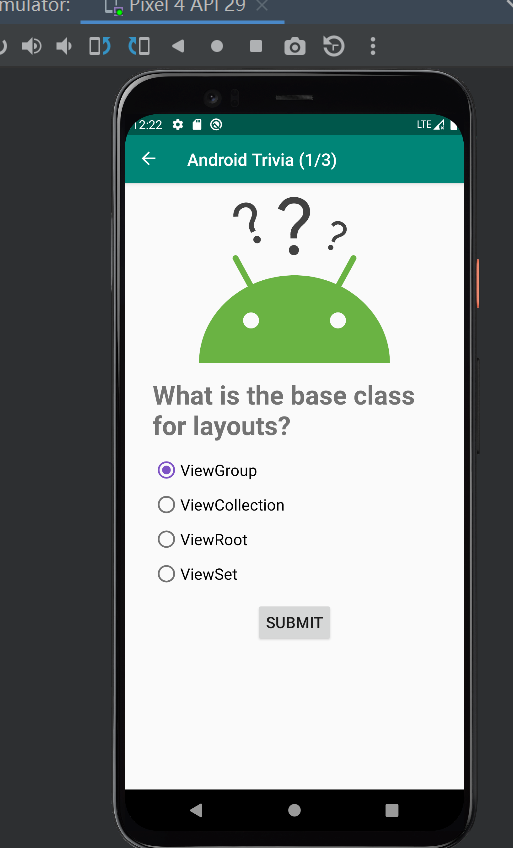 mulator:
Pixel 4 API 29
12:22
LTE
Android Trivia (1/3)
? ? ?
What is the base class
for layouts?
ViewGroup
ViewCollection
ViewRoot
ViewSet
SUBMIT